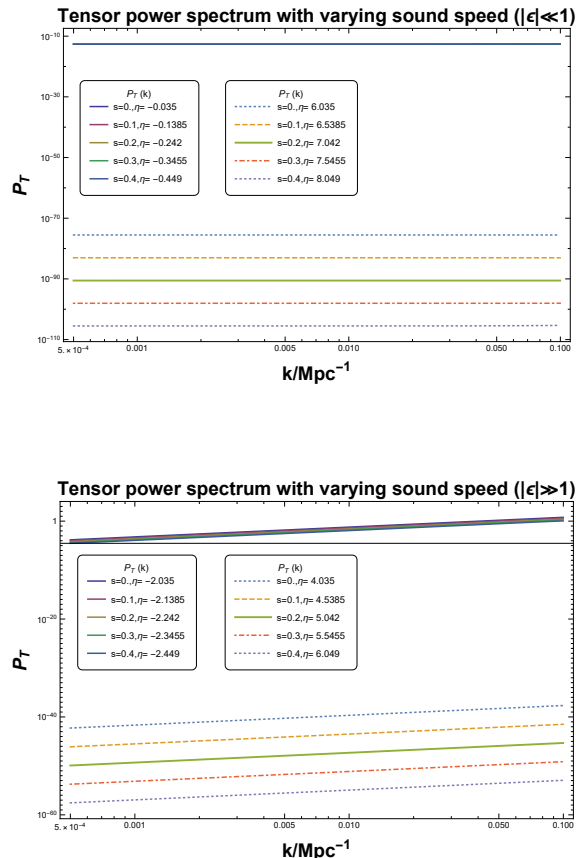 Tensor power spectrum with varying sound speed (|ϵ|≪1)
10⁻¹⁰
10⁻³⁰
10⁻⁵⁰
10⁻⁷⁰
10⁻⁹⁰
10⁻¹¹⁰
P_T
P_T (k)
s=0.,η= −0.035
s=0.1,η= −0.1385
s=0.2,η= −0.242
s=0.3,η= −0.3455
s=0.4,η= −0.449
P_T (k)
s=0.,η= 6.035
s=0.1,η= 6.5385
s=0.2,η= 7.042
s=0.3,η= 7.5455
s=0.4,η= 8.049
5.×10⁻⁴ 0.001 0.005 0.010 0.050 0.100
k/Mpc⁻¹
Tensor power spectrum with varying sound speed (|ϵ|≫1)
1
10⁻²⁰
10⁻⁴⁰
10⁻⁶⁰
P_T
P_T (k)
s=0.,η= −2.035
s=0.1,η= −2.1385
s=0.2,η= −2.242
s=0.3,η= −2.3455
s=0.4,η= −2.449
P_T (k)
s=0.,η= 4.035
s=0.1,η= 4.5385
s=0.2,η= 5.042
s=0.3,η= 5.5455
s=0.4,η= 6.049
5.×10⁻⁴ 0.001 0.005 0.010 0.050 0.100
k/Mpc⁻¹